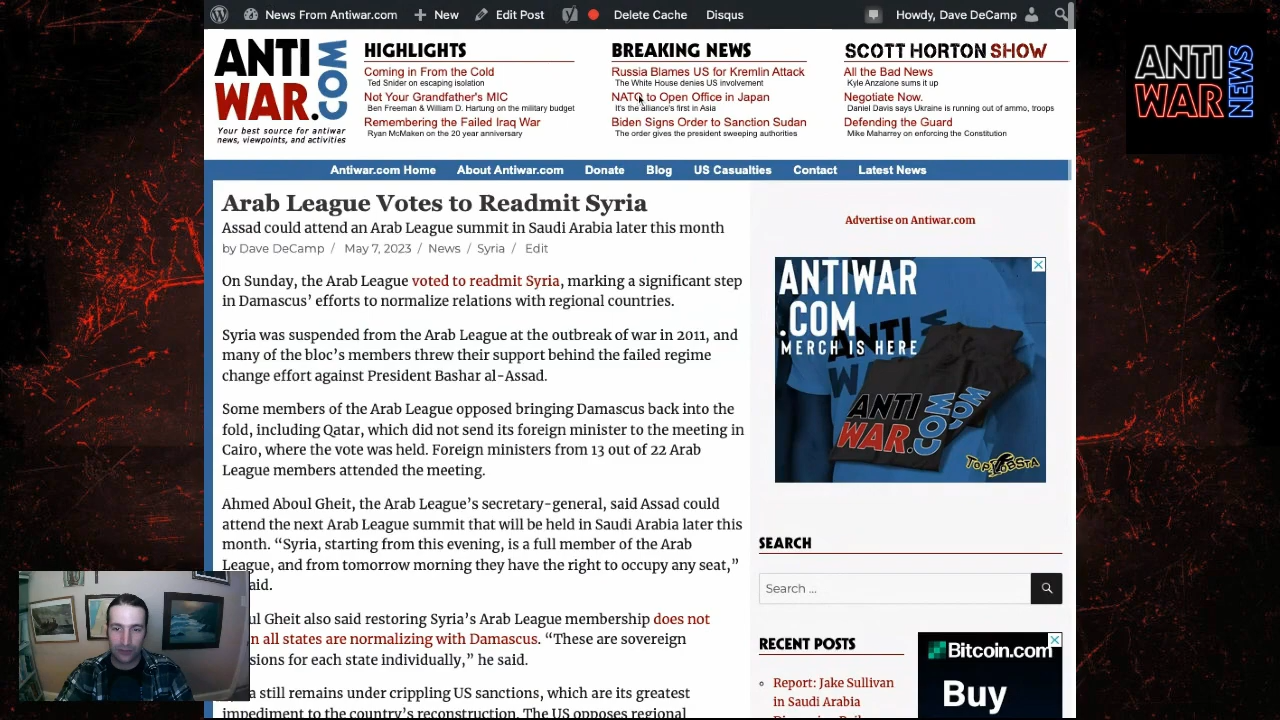 News From Antiwar.com
New
Edit Post
Delete Cache
Disqus
Howdy, Dave DeCamp
ANTI
WAR.COM
Your best source for antiwar
news, viewpoints, and activities
HIGHLIGHTS
Coming in From the Cold
Ted Snider on escaping isolation
Not Your Grandfather's MIC
Ben Freeman & William D. Hartung on the military budget
Remembering the Failed Iraq War
Ryan McMaken on the 20 year anniversary
BREAKING NEWS
Russia Blames US for Kremlin Attack
The White House denies US involvement
NATO to Open Office in Japan
It's the alliance's first in Asia
Biden Signs Order to Sanction Sudan
The order gives the president sweeping authorities
SCOTT HORTON SHOW
All the Bad News
Kyle Anzalone sums it up
Negotiate Now.
Daniel Davis says Ukraine is running out of ammo, troops
Defending the Guard
Mike Maharrey on enforcing the Constitution
ANTI
WAR NEWS
Antiwar.com Home
About Antiwar.com
Donate
Blog
US Casualties
Contact
Latest News
Arab League Votes to Readmit Syria
Assad could attend an Arab League summit in Saudi Arabia later this month
by Dave DeCamp / May 7, 2023 / News / Syria / Edit
On Sunday, the Arab League voted to readmit Syria, marking a significant step
in Damascus' efforts to normalize relations with regional countries.
Syria was suspended from the Arab League at the outbreak of war in 2011, and
many of the bloc's members threw their support behind the failed regime
change effort against President Bashar al-Assad.
Some members of the Arab League opposed bringing Damascus back into the
fold, including Qatar, which did not send its foreign minister to the meeting in
Cairo, where the vote was held. Foreign ministers from 13 out of 22 Arab
League members attended the meeting.
Ahmed Aboul Gheit, the Arab League's secretary-general, said Assad could
attend the next Arab League summit that will be held in Saudi Arabia later this
month. “Syria, starting from this evening, is a full member of the Arab
League, and from tomorrow morning they have the right to occupy any seat,”
aid.
ul Gheit also said restoring Syria's Arab League membership does not
n all states are normalizing with Damascus. “These are sovereign
sions for each state individually,” he said.
a still remains under crippling US sanctions, which are its greatest
impediment to the country's reconstruction. The US opposes regional
Advertise on Antiwar.com
ANTIWAR
.COM
MERCH IS HERE
ANTI
WAR.COM
TOPLOBSTA
SEARCH
Search ...
RECENT POSTS
Report: Jake Sullivan
in Saudi Arabia
Bitcoin.com
Buy